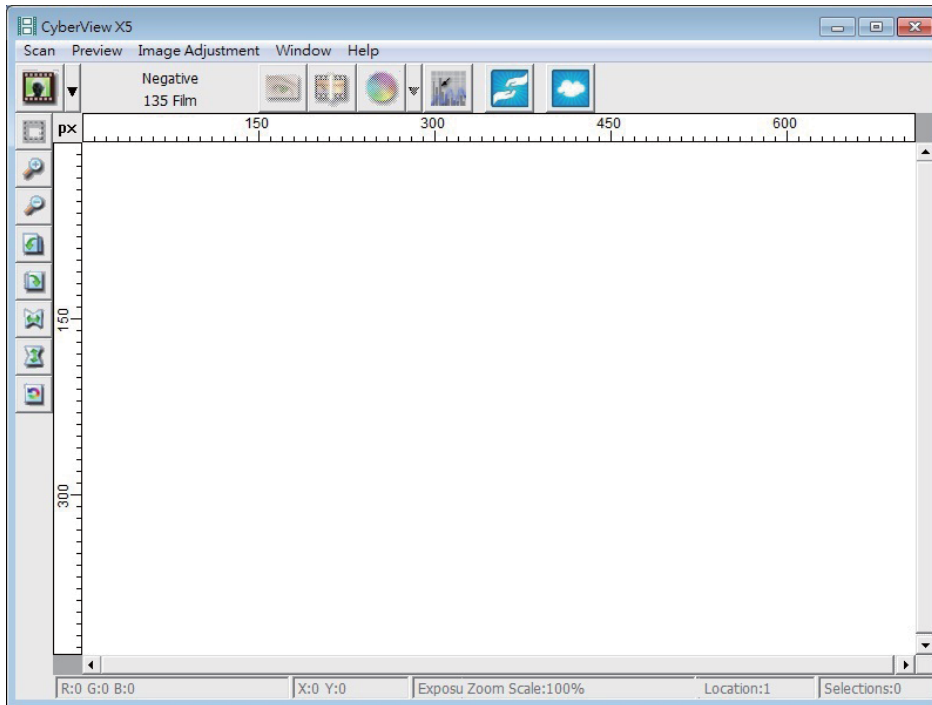 CyberView X5
Scan Preview Image Adjustment Window Help
Negative
135 Film
px 150 300 450 600
150
300
R:0 G:0 B:0 X:0 Y:0 Exposu Zoom Scale:100% Location:1 Selections:0